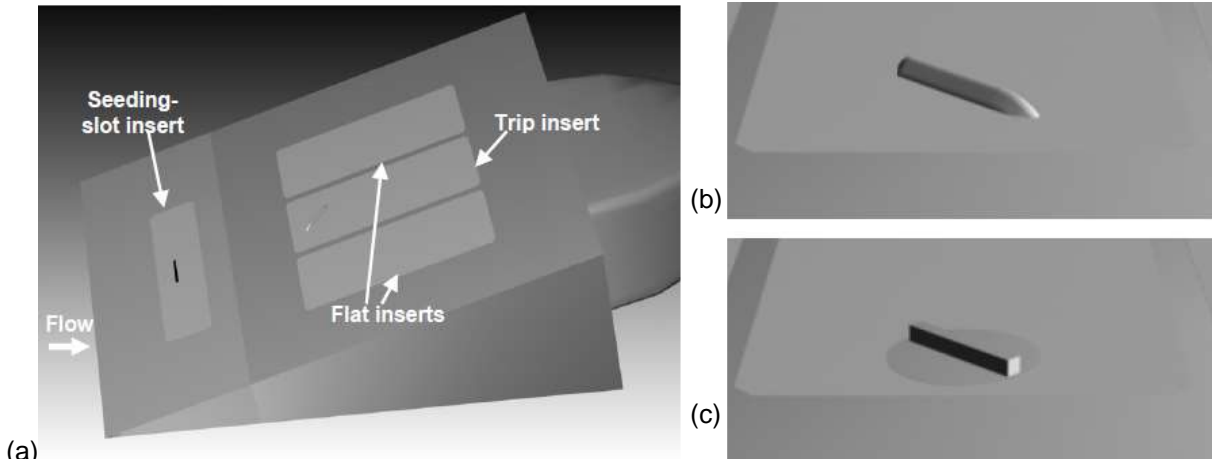 Seeding-
slot insert
Trip insert
Flat inserts
Flow
(a)
(b)
(c)